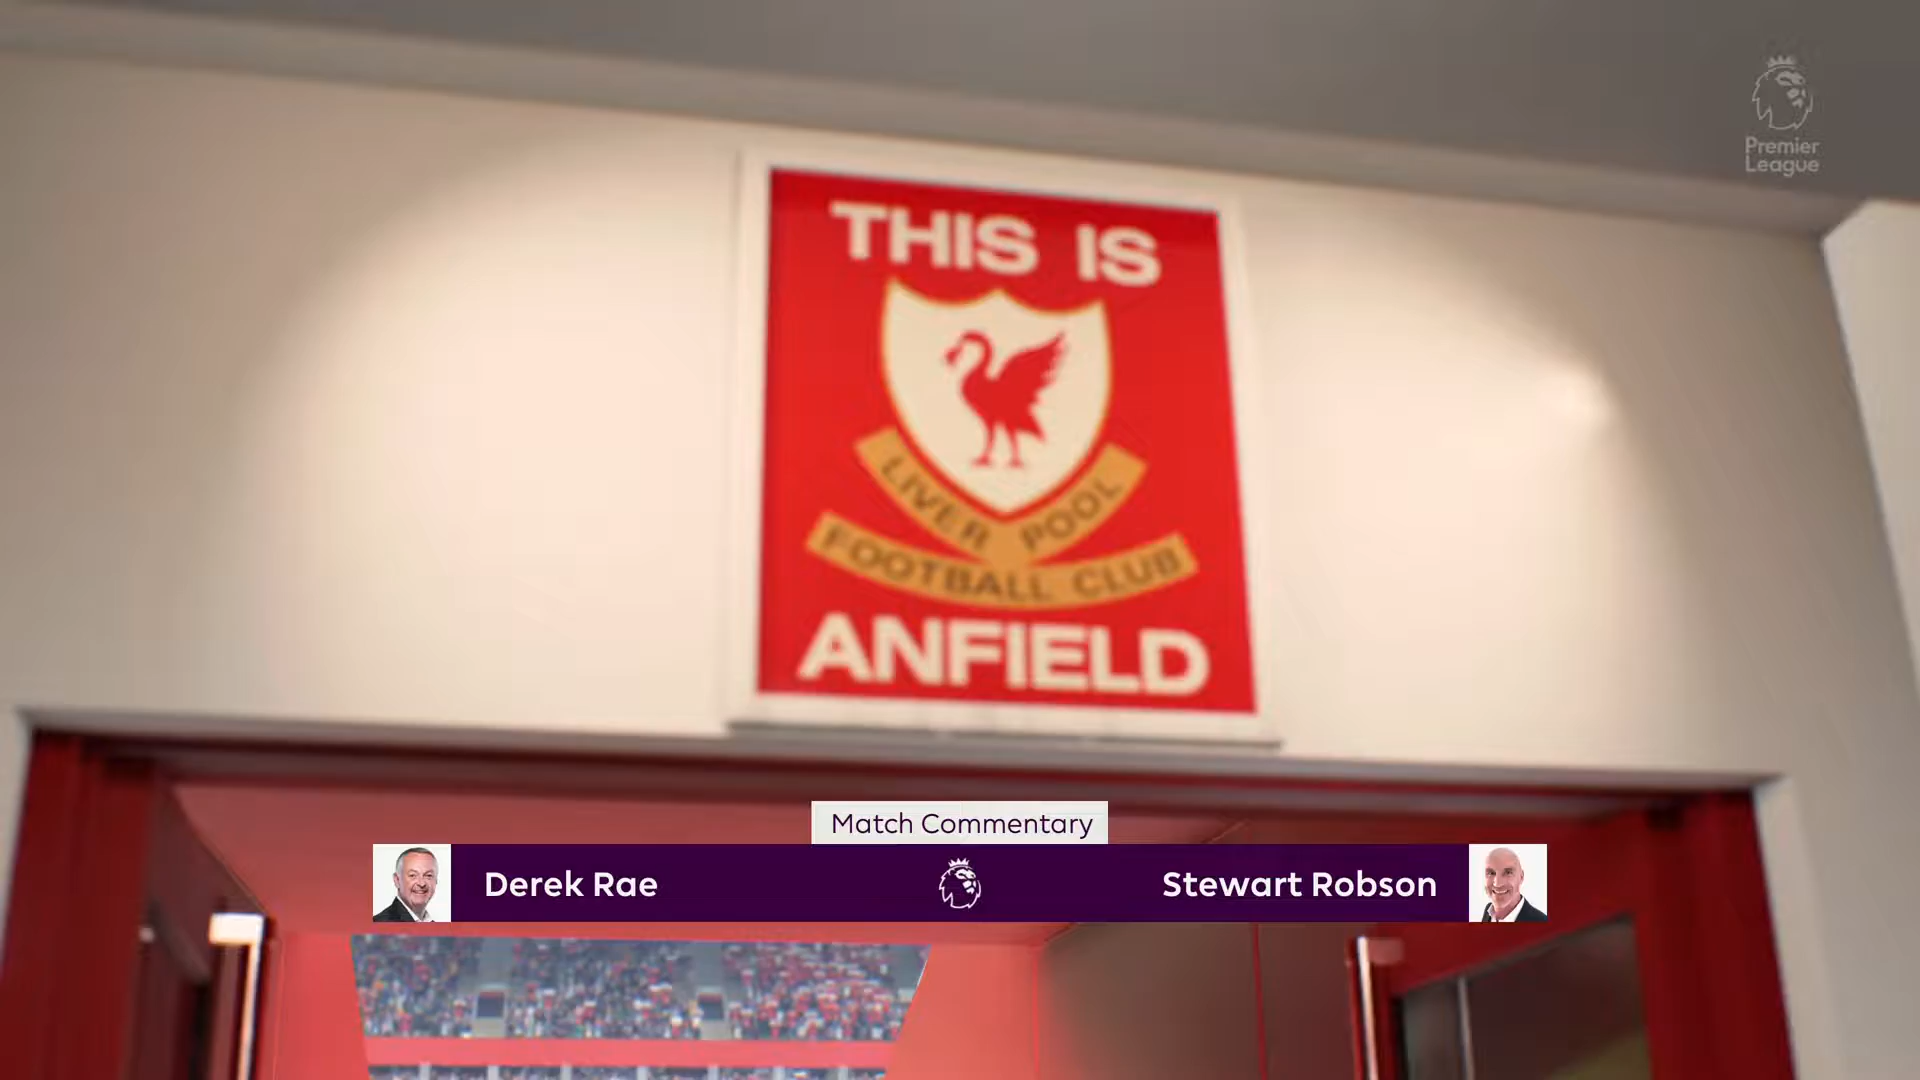 Premier
League
THIS IS
LIVER POOL
FOOTBALL CLUB
ANFIELD
Match Commentary
Derek Rae
Stewart Robson